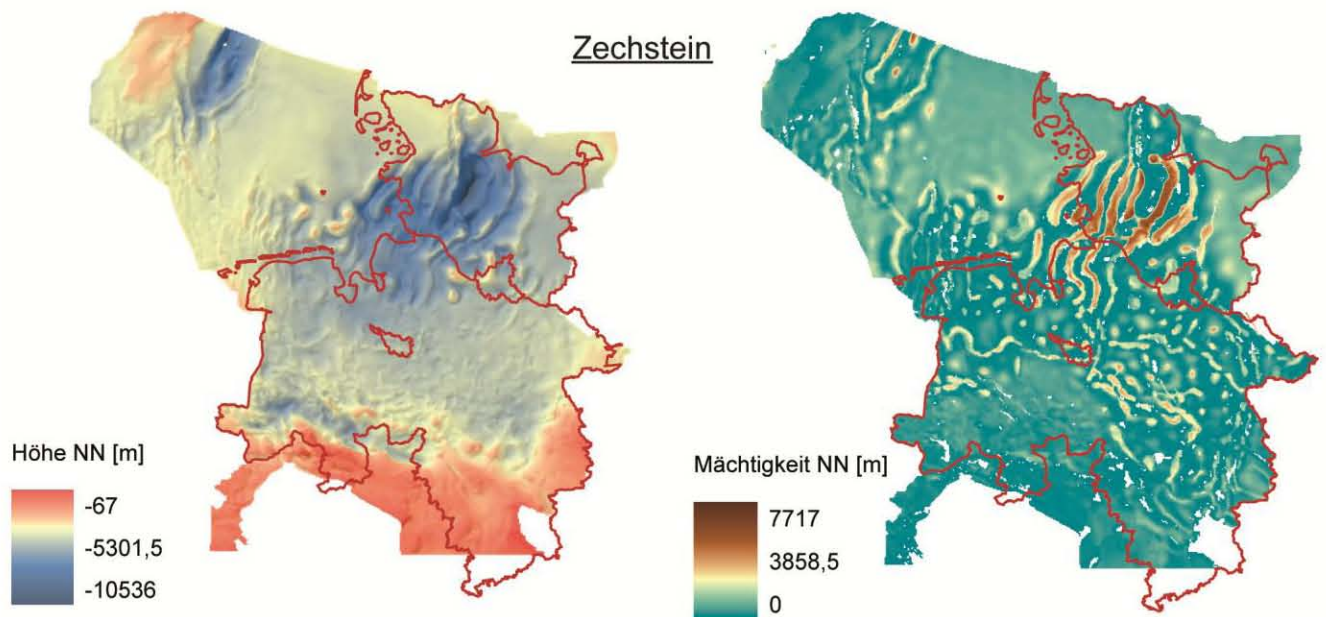 Zechstein
Höhe NN [m]
-67
-5301,5
-10536
Mächtigkeit NN [m]
7717
3858,5
0